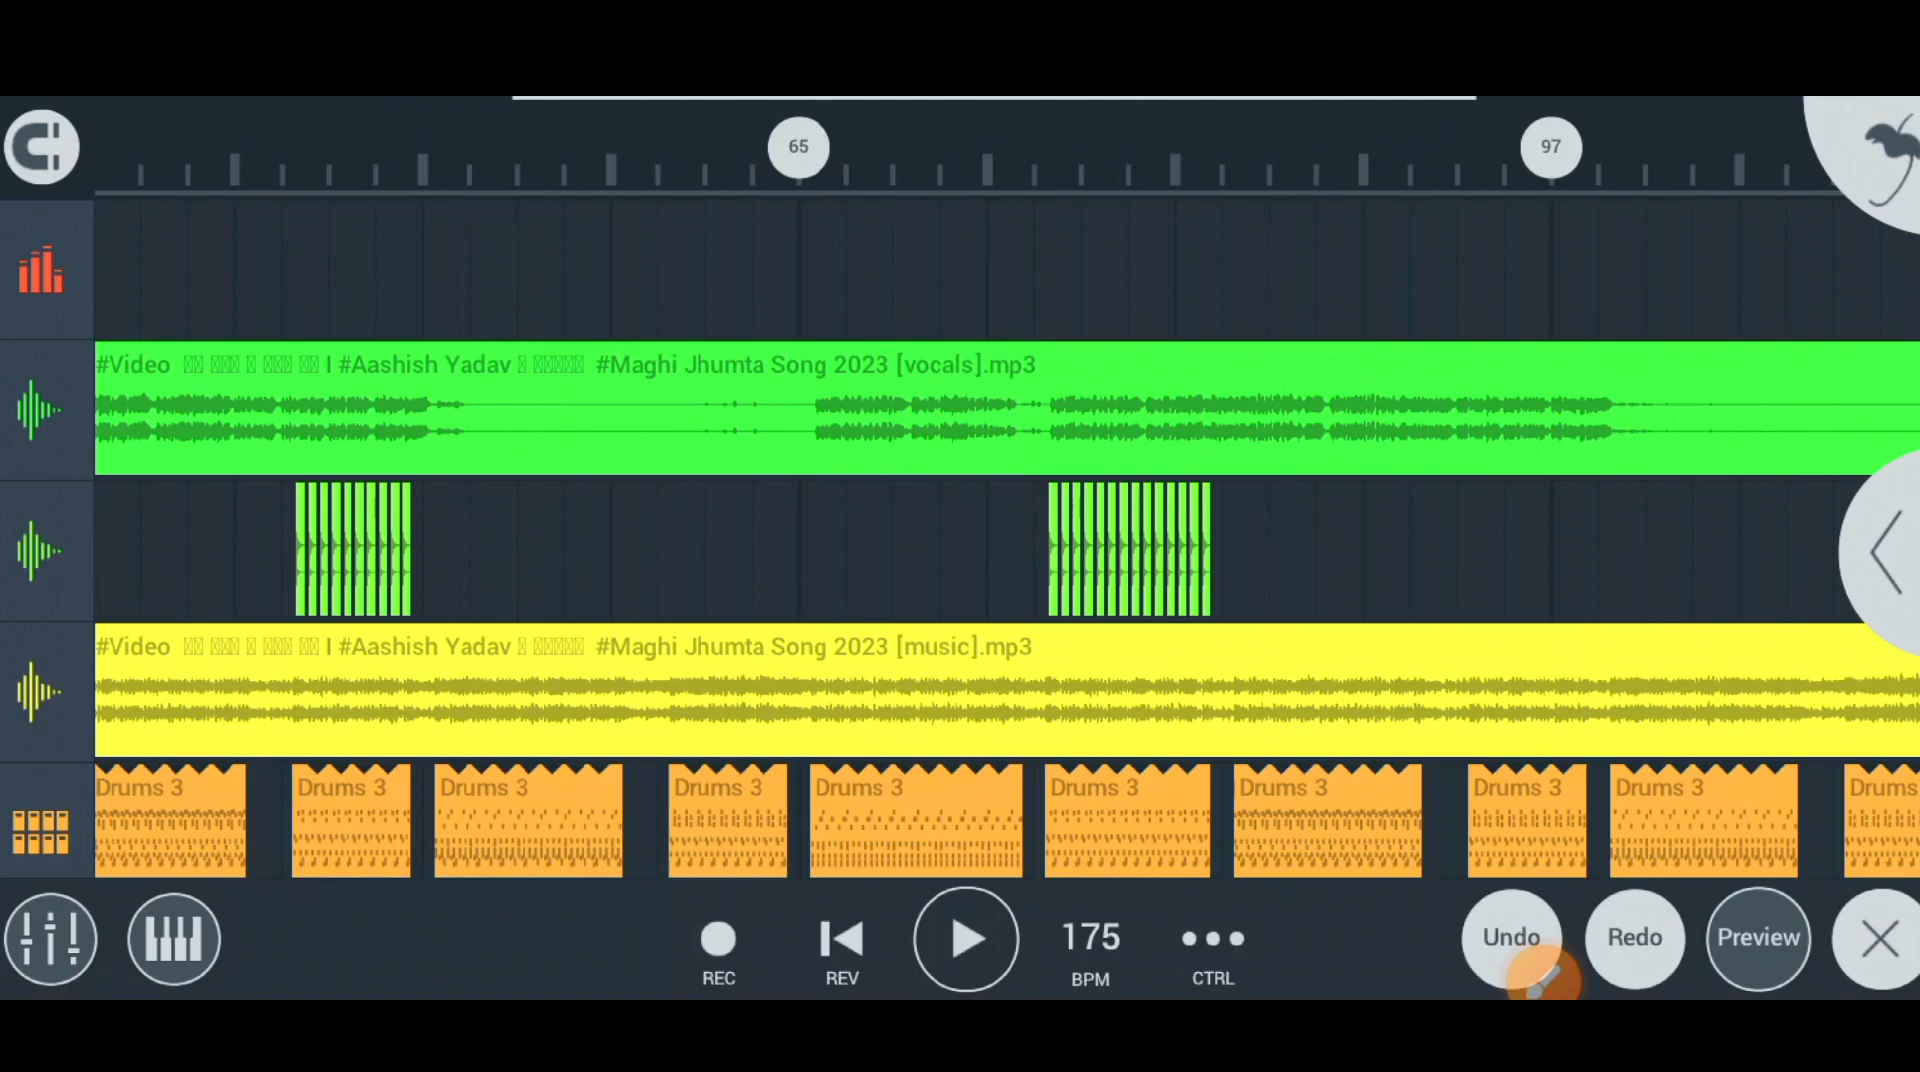 65
97
#Video I #Aashish Yadav #Maghi Jhumta Song 2023 [vocals].mp3
#Video I #Aashish Yadav #Maghi Jhumta Song 2023 [music].mp3
Drums 3
Drums 3
Drums 3
Drums 3
Drums 3
Drums 3
Drums 3
Drums 3
Drums 3
Drums
175
Undo
Redo
Preview
REC
REV
BPM
CTRL